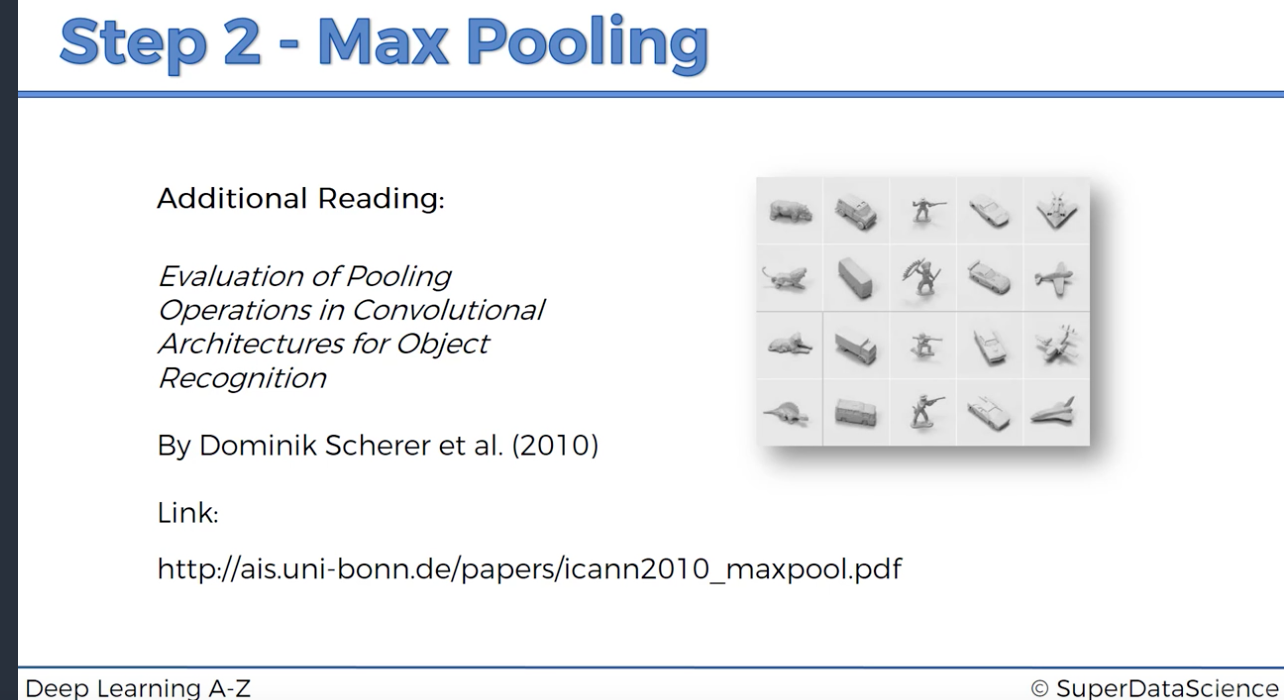 Step 2 - Max Pooling
Additional Reading:
Evaluation of Pooling
Operations in Convolutional
Architectures for Object
Recognition
By Dominik Scherer et al. (2010)
Link:
http://ais.uni-bonn.de/papers/icann2010_maxpool.pdf
Deep Learning A-Z
© SuperDataScience